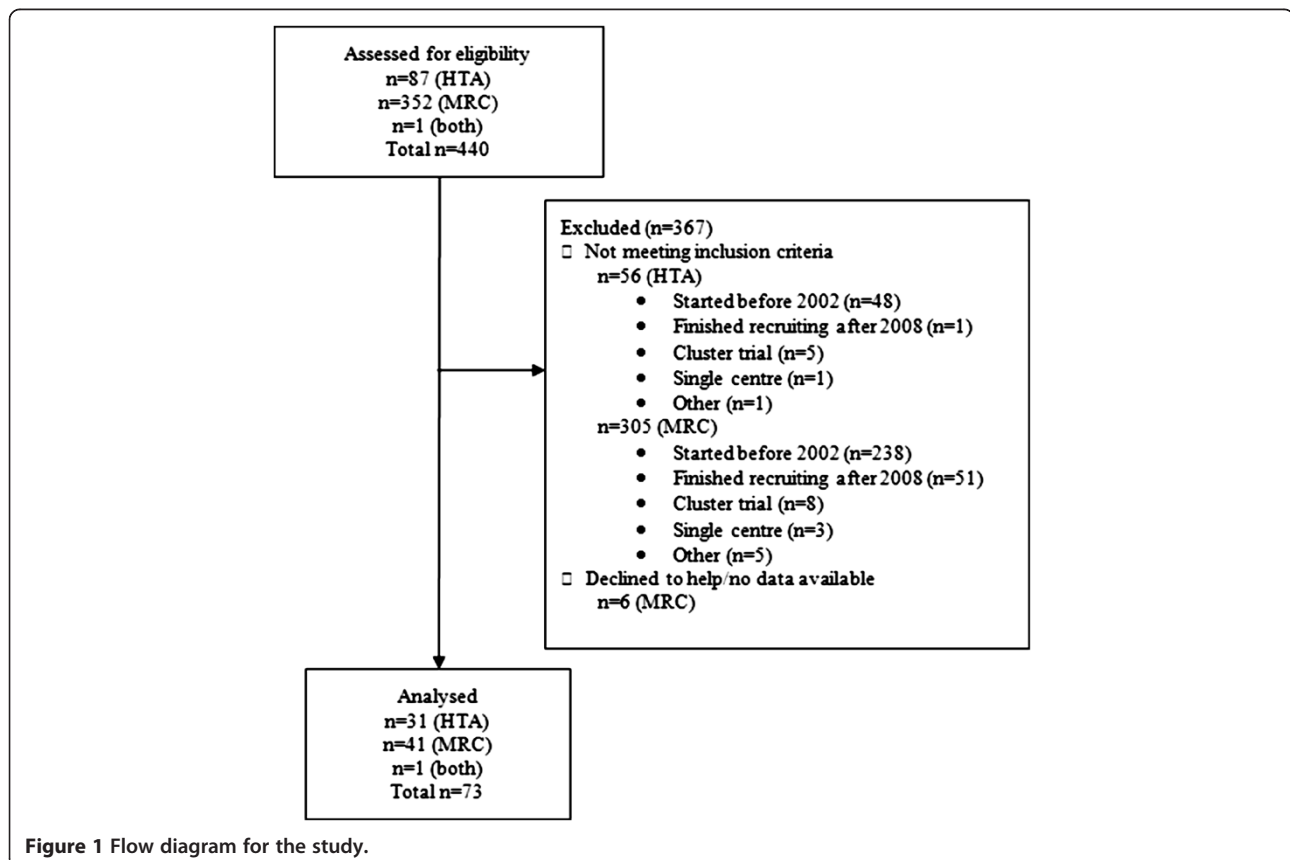 Assessed for eligibility
n=87 (HTA)
n=352 (MRC)
n=1 (both)
Total n=440
Excluded (n=367)
□ Not meeting inclusion criteria
n=56 (HTA)
• Started before 2002 (n=48)
• Finished recruiting after 2008 (n=1)
• Cluster trial (n=5)
• Single centre (n=1)
• Other (n=1)
n=305 (MRC)
• Started before 2002 (n=238)
• Finished recruiting after 2008 (n=51)
• Cluster trial (n=8)
• Single centre (n=3)
• Other (n=5)
□ Declined to help/no data available
n=6 (MRC)
Analysed
n=31 (HTA)
n=41 (MRC)
n=1 (both)
Total n=73
Figure 1 Flow diagram for the study.